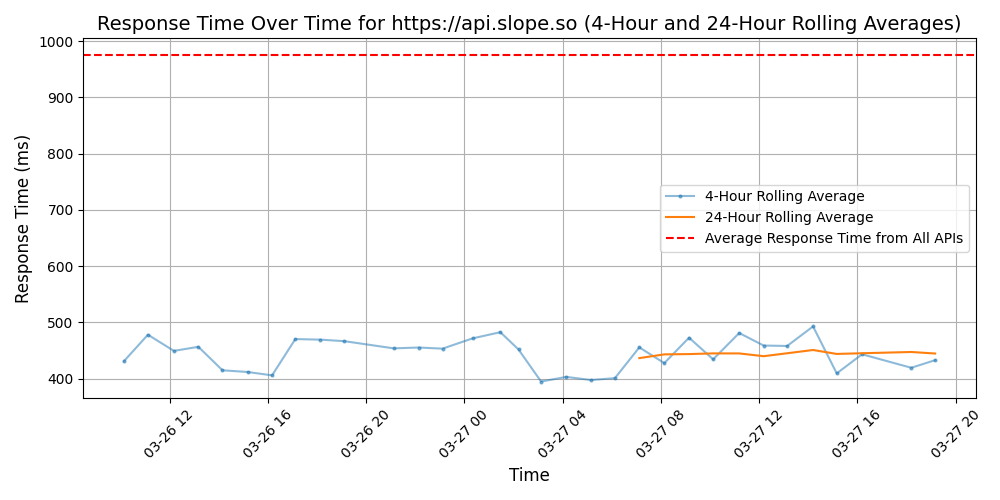 Response Time Over Time for https://api.slope.so (4-Hour and 24-Hour Rolling Averages)
Response Time (ms)
1000
900
800
700
600
500
400
4-Hour Rolling Average
24-Hour Rolling Average
Average Response Time from All APIs
03-26 12
03-26 16
03-26 20
03-27 00
03-27 04
03-27 08
03-27 12
03-27 16
03-27 20
Time